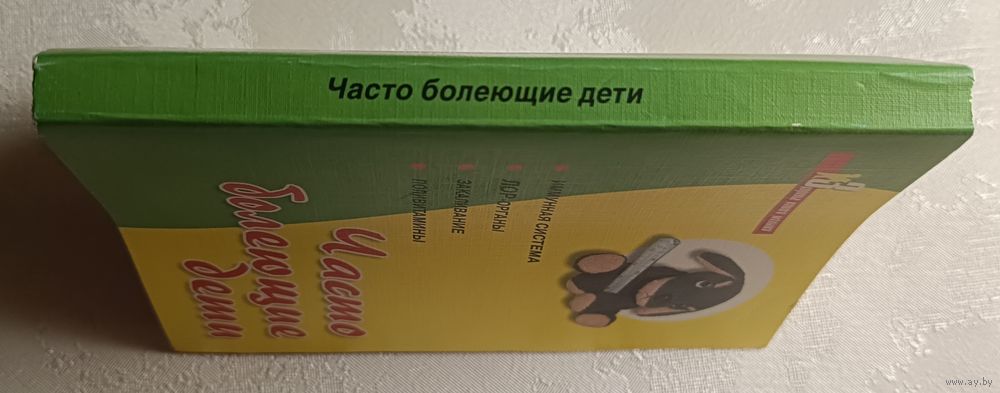 Часто болеющие дети
ИММУННАЯ СИСТЕМА
ЛОР-ОРГАНЫ
ЗАКАЛИВАНИЕ
ПОЛИВИТАМИНЫ
Часто
болеющие
дети
www.ay.by